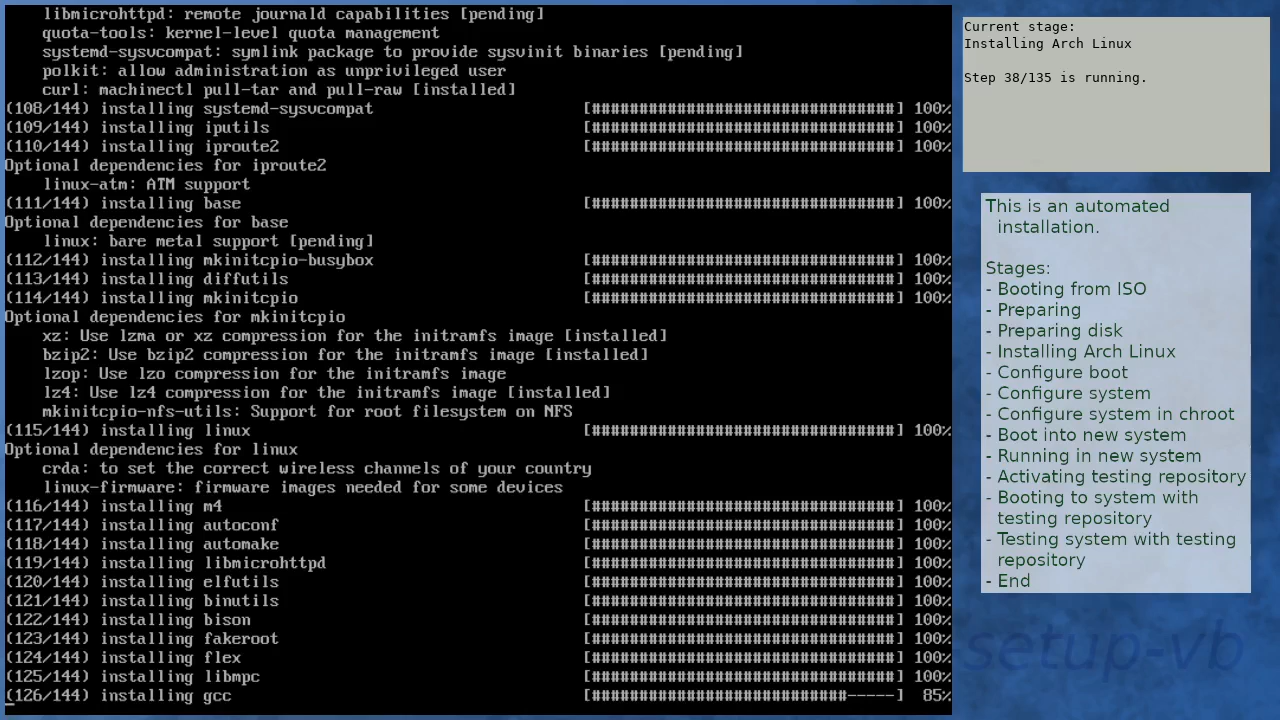 libmicrohttpd: remote journald capabilities [pending]
quota-tools: kernel-level quota management
systemd-sysvcompat: symlink package to provide sysvinit binaries [pending]
polkit: allow administration as unprivileged user
curl: machinectl pull-tar and pull-raw [installed]
(108/144) installing systemd-sysvcompat [################################] 100%
(109/144) installing iputils [################################] 100%
(110/144) installing iproute2 [################################] 100%
Optional dependencies for iproute2
linux-atm: ATM support
(111/144) installing base [################################] 100%
Optional dependencies for base
linux: bare metal support [pending]
(112/144) installing mkinitcpio-busybox [################################] 100%
(113/144) installing diffutils [################################] 100%
(114/144) installing mkinitcpio [################################] 100%
Optional dependencies for mkinitcpio
xz: Use lzma or xz compression for the initramfs image [installed]
bzip2: Use bzip2 compression for the initramfs image [installed]
lzop: Use lzo compression for the initramfs image
lz4: Use lz4 compression for the initramfs image [installed]
mkinitcpio-nfs-utils: Support for root filesystem on NFS
(115/144) installing linux [################################] 100%
Optional dependencies for linux
crda: to set the correct wireless channels of your country
linux-firmware: firmware images needed for some devices
(116/144) installing m4 [################################] 100%
(117/144) installing autoconf [################################] 100%
(118/144) installing automake [################################] 100%
(119/144) installing libmicrohttpd [################################] 100%
(120/144) installing elfutils [################################] 100%
(121/144) installing binutils [################################] 100%
(122/144) installing bison [################################] 100%
(123/144) installing fakeroot [################################] 100%
(124/144) installing flex [################################] 100%
(125/144) installing libmpc [################################] 100%
(126/144) installing gcc [###########################-----] 85%
Current stage:
Installing Arch Linux
Step 38/135 is running.
This is an automated
installation.
Stages:
- Booting from ISO
- Preparing
- Preparing disk
- Installing Arch Linux
- Configure boot
- Configure system
- Configure system in chroot
- Boot into new system
- Running in new system
- Activating testing repository
- Booting to system with
testing repository
- Testing system with testing
repository
- End
setup-vb